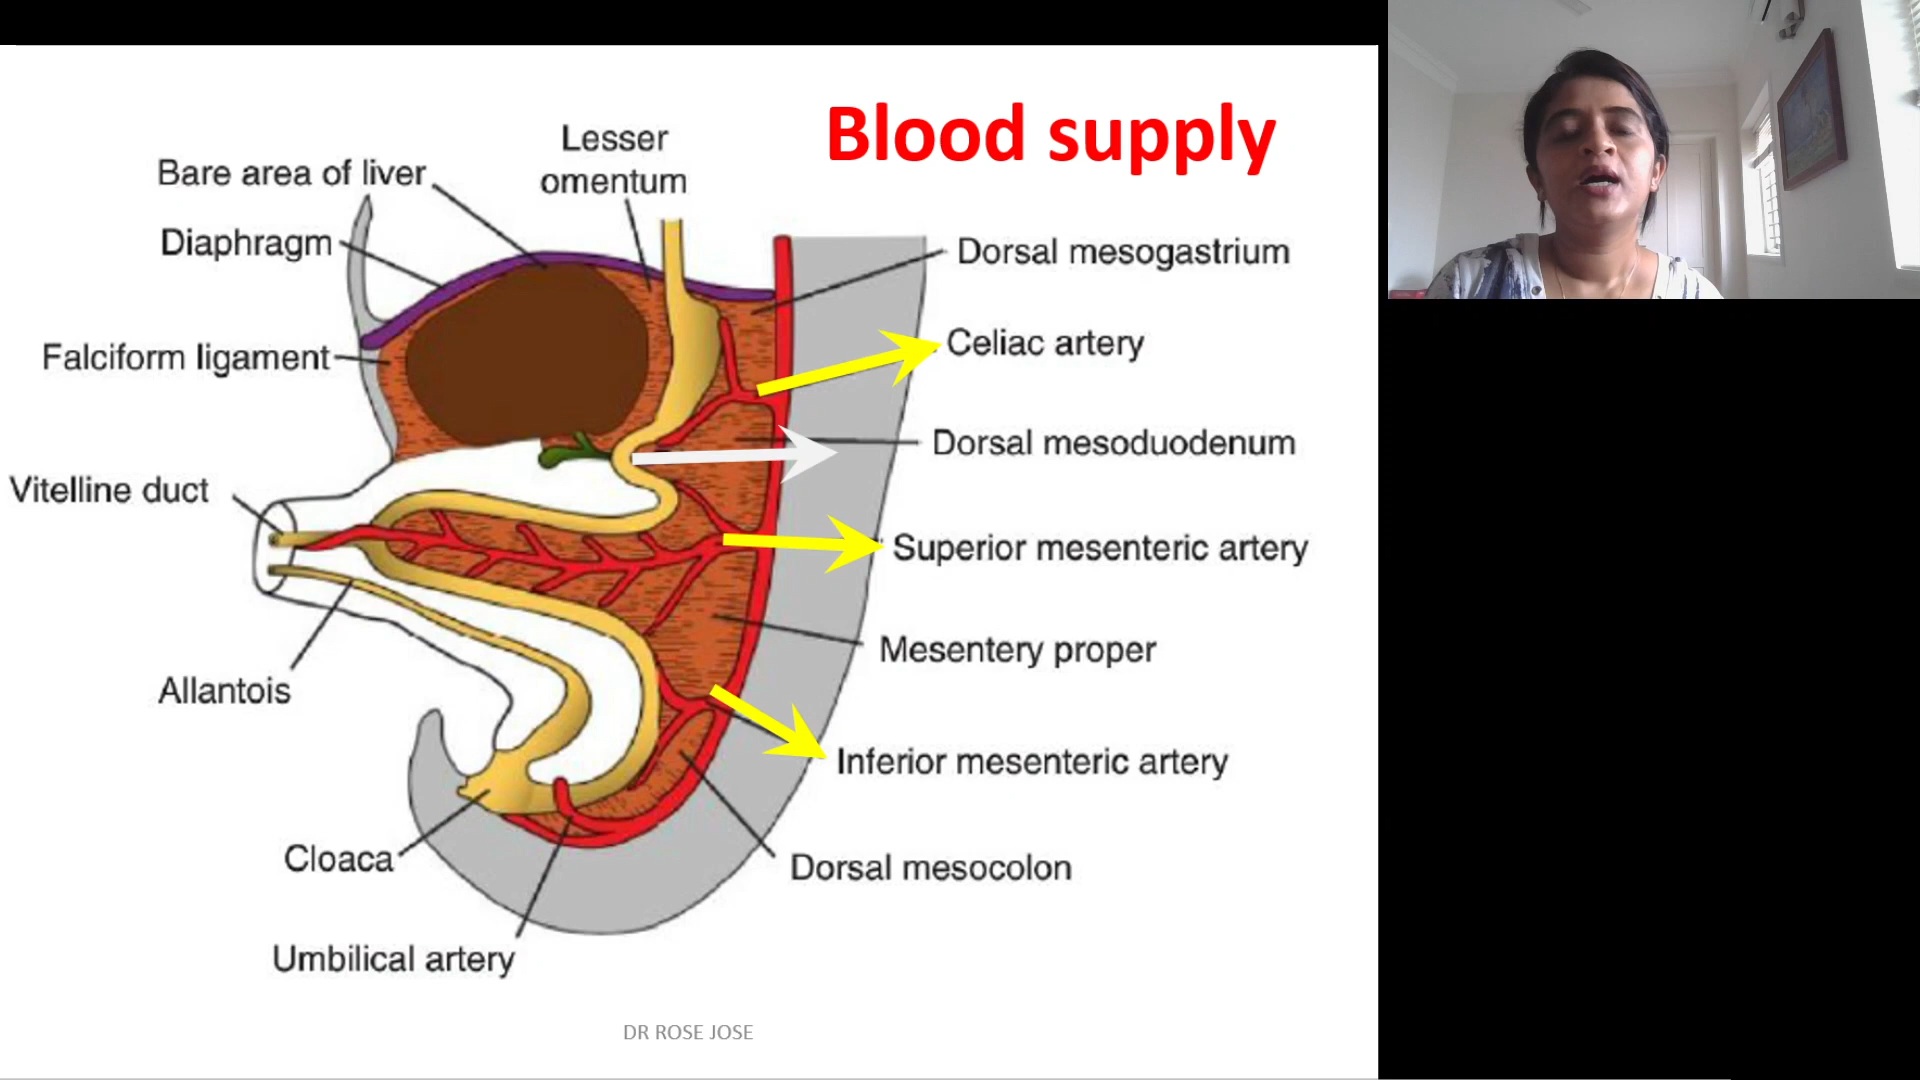 Blood supply
Lesser
omentum
Bare area of liver
Diaphragm
Falciform ligament
Vitelline duct
Allantois
Cloaca
Umbilical artery
Dorsal mesogastrium
Celiac artery
Dorsal mesoduodenum
Superior mesenteric artery
Mesentery proper
Inferior mesenteric artery
Dorsal mesocolon
DR ROSE JOSE